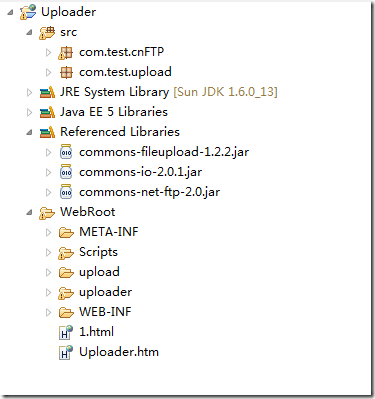 Uploader
src
com.test.cnFTP
com.test.upload
JRE System Library [Sun JDK 1.6.0_13]
Java EE 5 Libraries
Referenced Libraries
commons-fileupload-1.2.2.jar
commons-io-2.0.1.jar
commons-net-ftp-2.0.jar
WebRoot
META-INF
Scripts
upload
uploader
WEB-INF
1.html
Uploader.htm